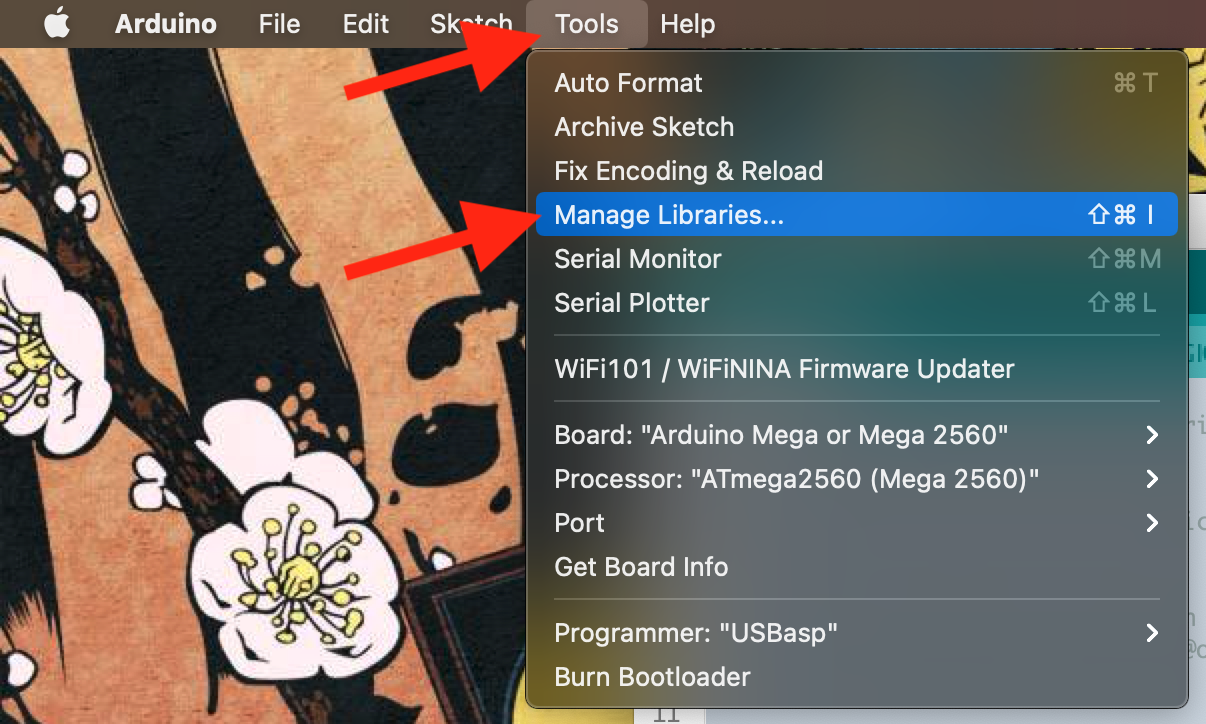 Arduino File Edit Sketch Tools Help
Auto Format ⌘ T
Archive Sketch
Fix Encoding & Reload
Manage Libraries... ⇧⌘ I
Serial Monitor ⇧⌘M
Serial Plotter ⇧⌘ L
WiFi101 / WiFiNINA Firmware Updater
Board: "Arduino Mega or Mega 2560"
Processor: "ATmega2560 (Mega 2560)"
Port
Get Board Info
Programmer: "USBasp"
Burn Bootloader
11